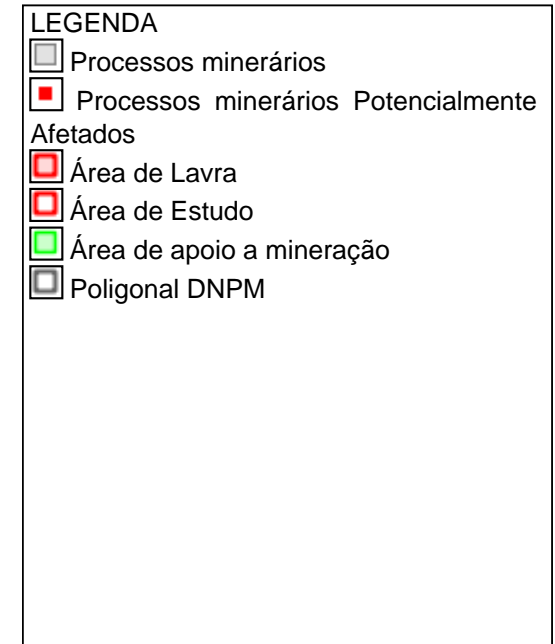 LEGENDA
Processos minerários
Processos minerários Potencialmente
Afetados
Área de Lavra
Área de Estudo
Área de apoio a mineração
Poligonal DNPM